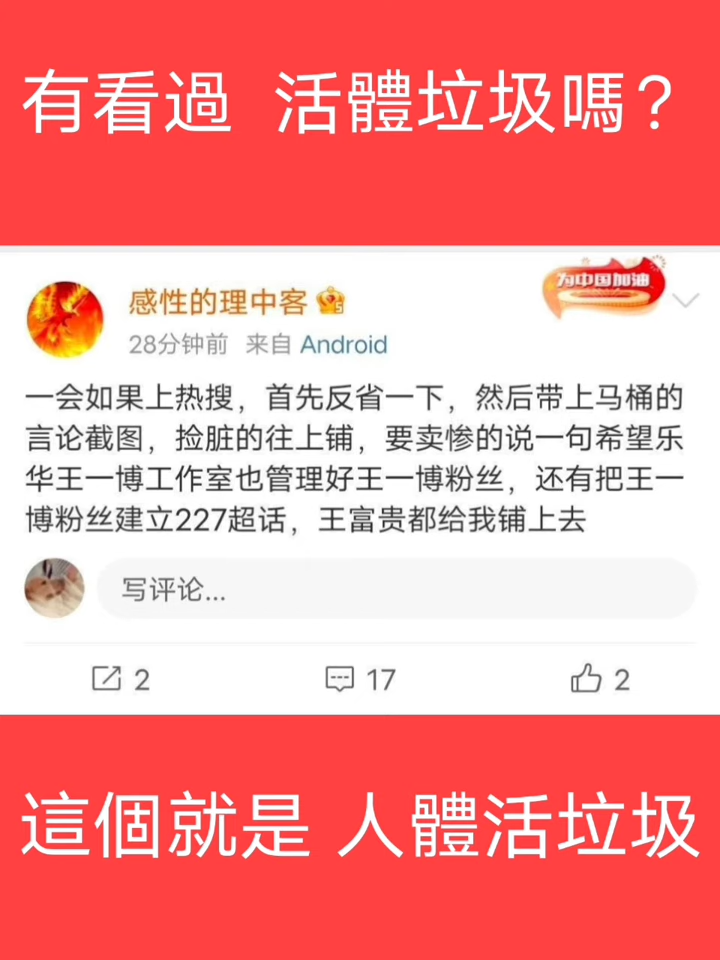 有看過 活體垃圾嗎?
为中国加油
感性的理中客
28分钟前 来自 Android
一会如果上热搜，首先反省一下，然后带上马桶的
言论截图，捡脏的往上铺，要卖惨的说一句希望乐
华王一博工作室也管理好王一博粉丝，还有把王一
博粉丝建立227超话，王富贵都给我铺上去
写评论...
2 17 2
這個就是 人體活垃圾